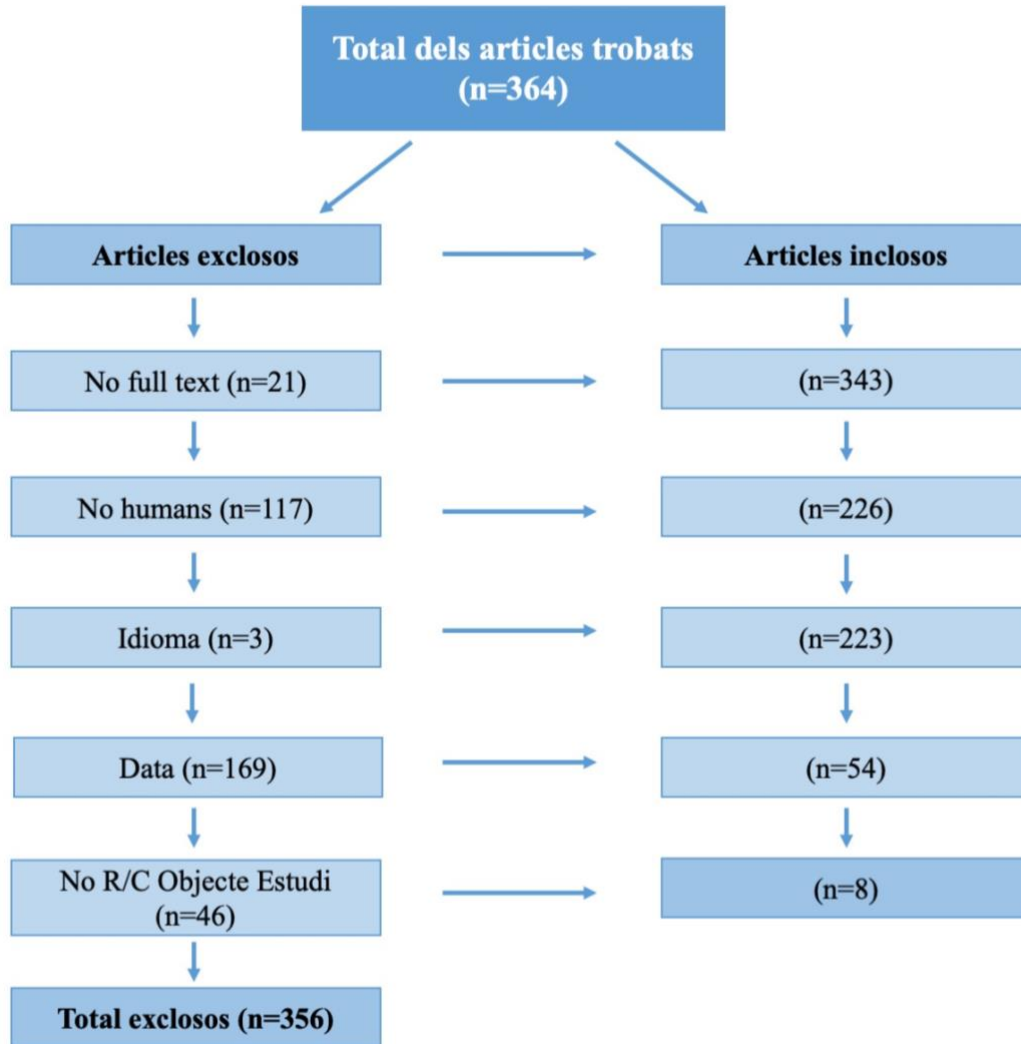 Total dels articles trobats
(n=364)
Articles exclosos
Articles inclosos
No full text (n=21)
(n=343)
No humans (n=117)
(n=226)
Idioma (n=3)
(n=223)
Data (n=169)
(n=54)
No R/C Objecte Estudi
(n=46)
(n=8)
Total exclosos (n=356)